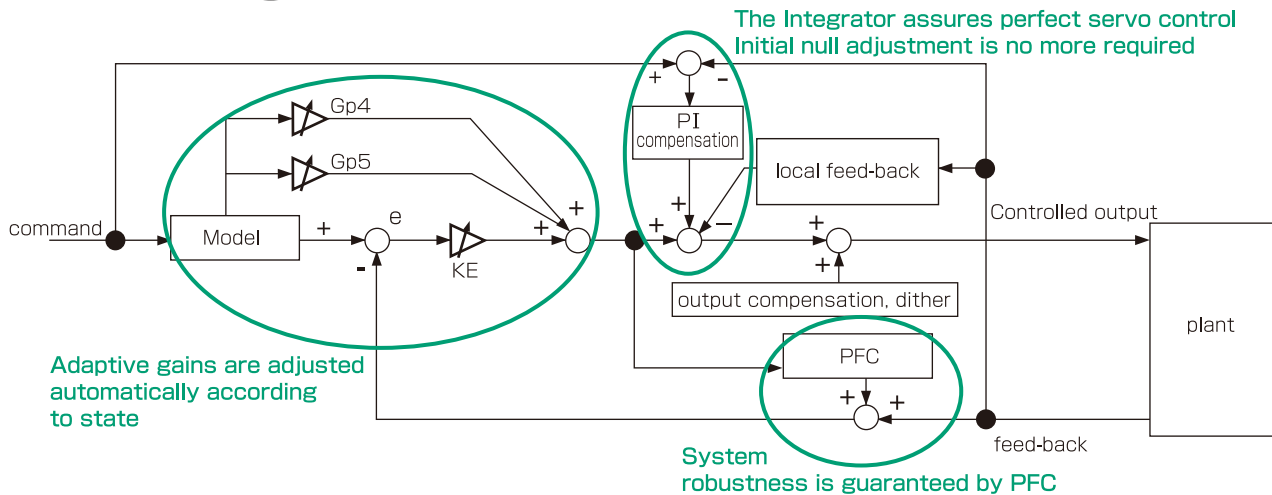 The Integrator assures perfect servo control
Initial null adjustment is no more required
+
-
Gp4
PI
compensation
Gp5
local feed-back
+
+
-
Controlled output
command
Model
+
e
+
+
+
-
KE
+
output compensation, dither
plant
Adaptive gains are adjusted
automatically according
to state
PFC
+
+
feed-back
System
robustness is guaranteed by PFC